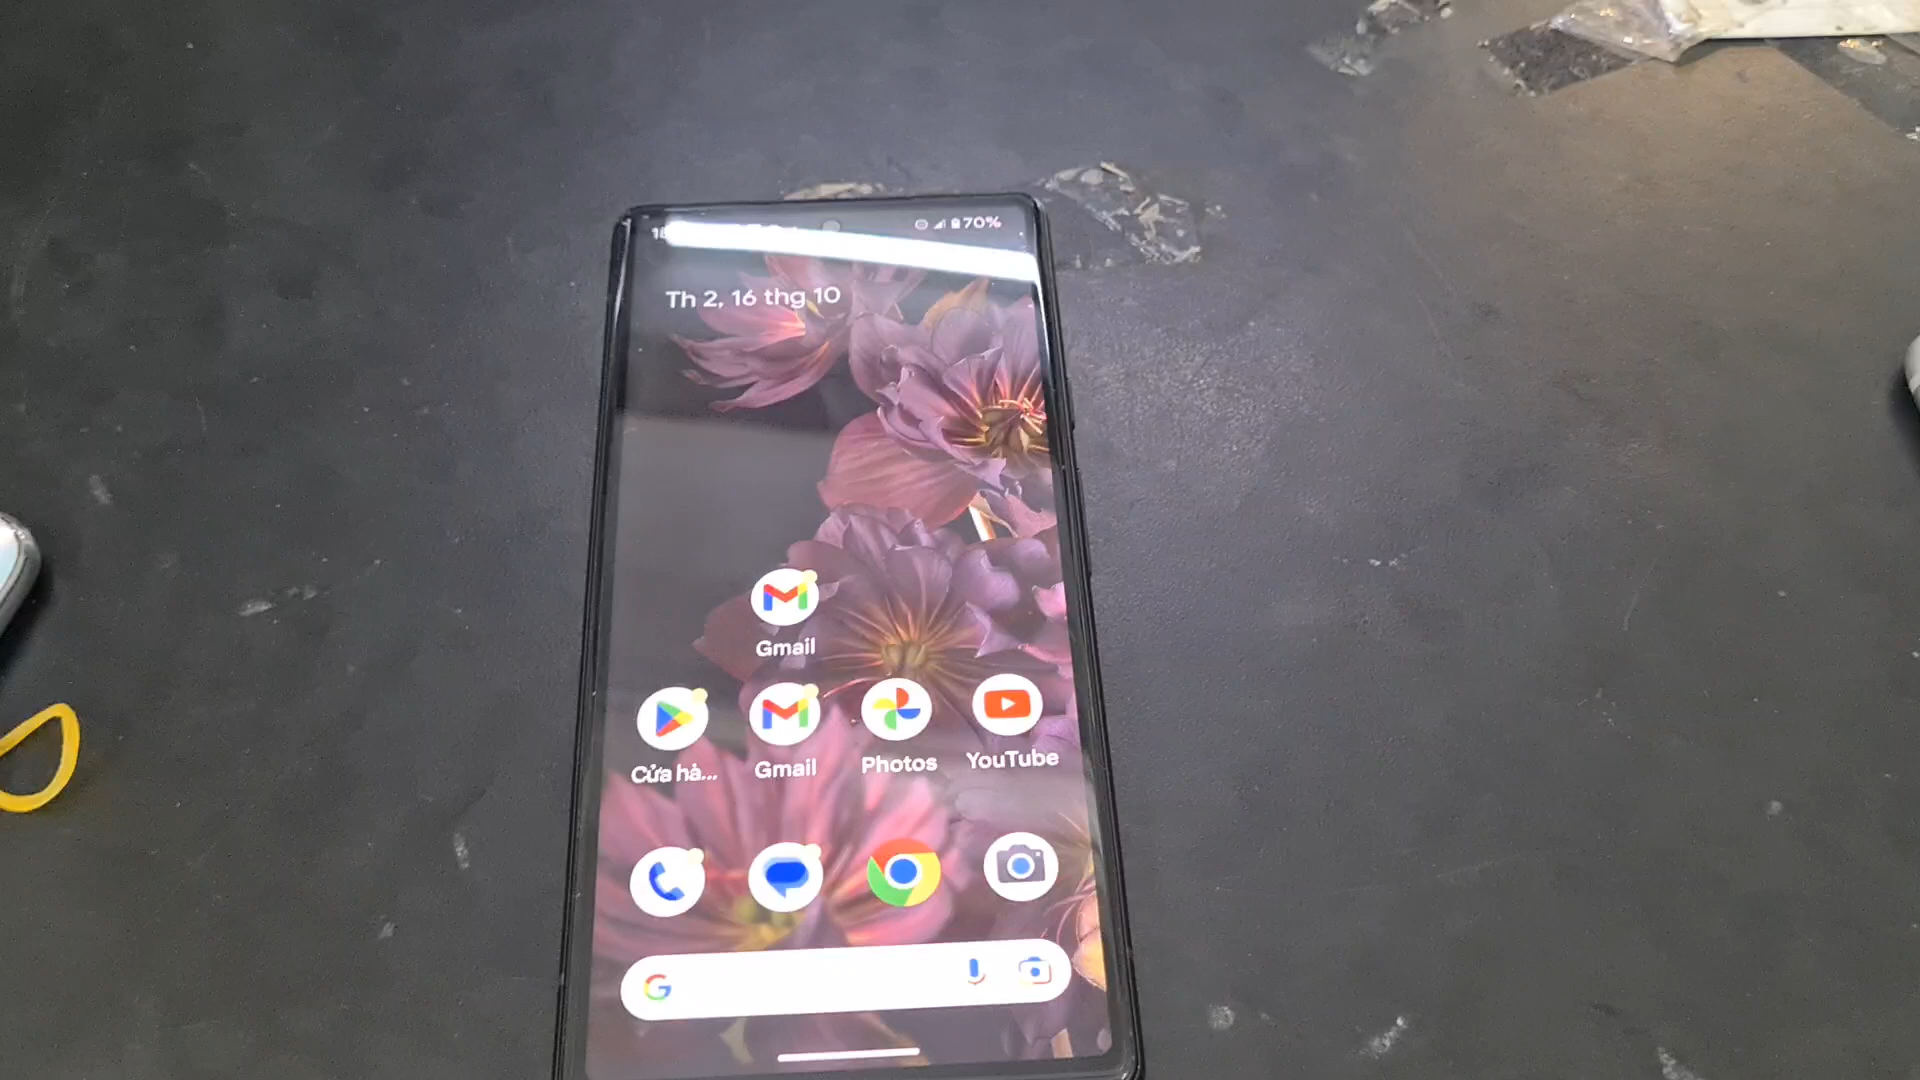 70%
Th 2, 16 thg 10
Gmail
Cửa hà...
Gmail
Photos
YouTube
G